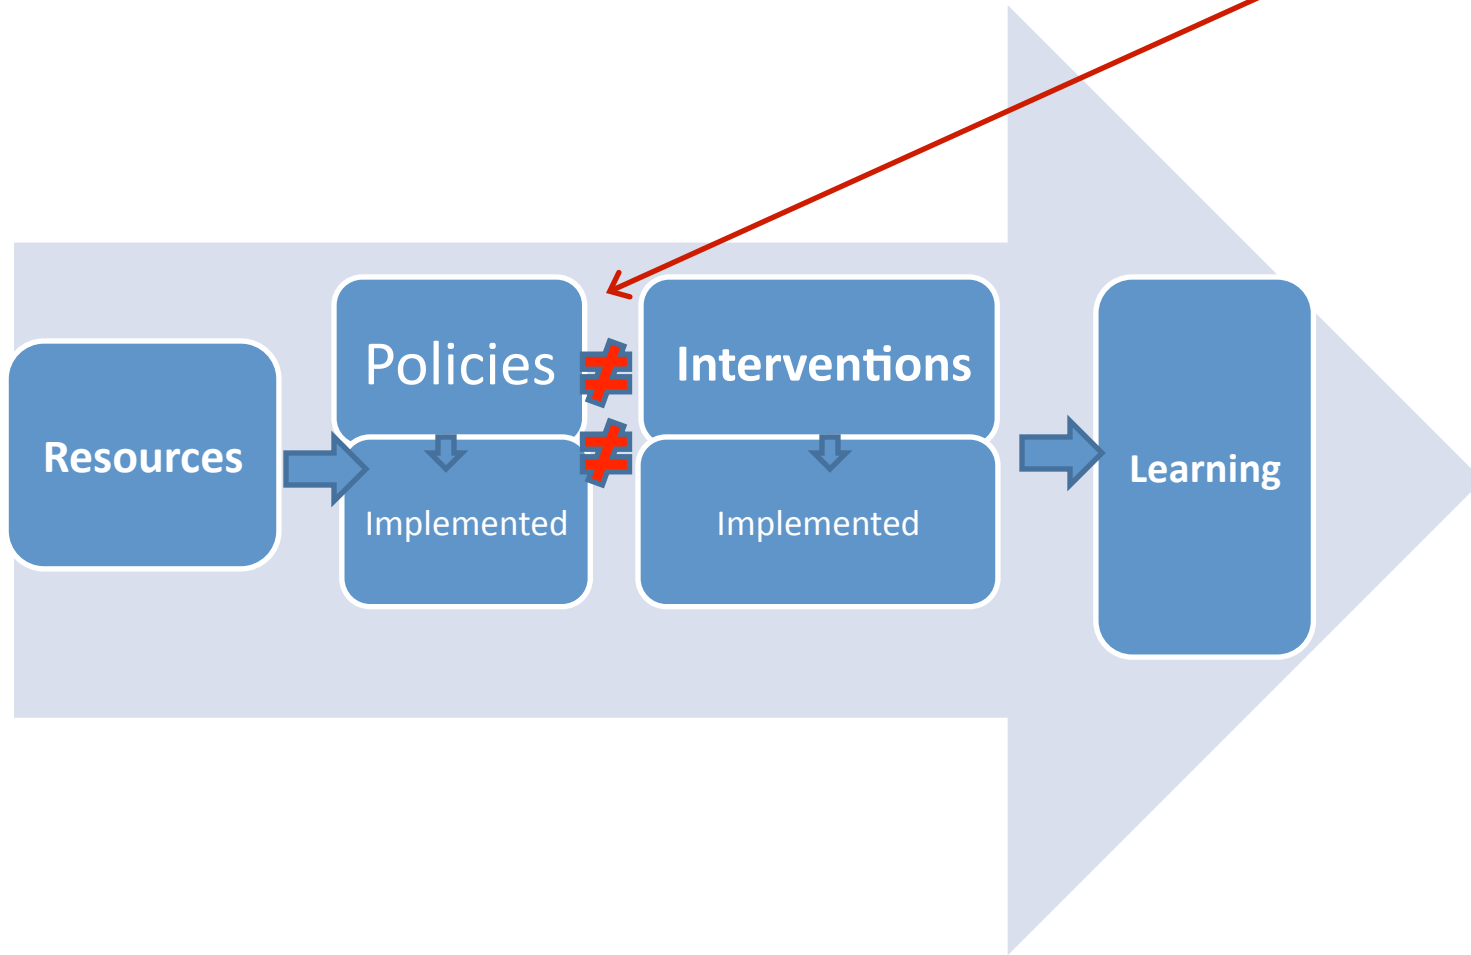 Resources
Policies
≠
Interventions
Implemented
≠
Implemented
Learning